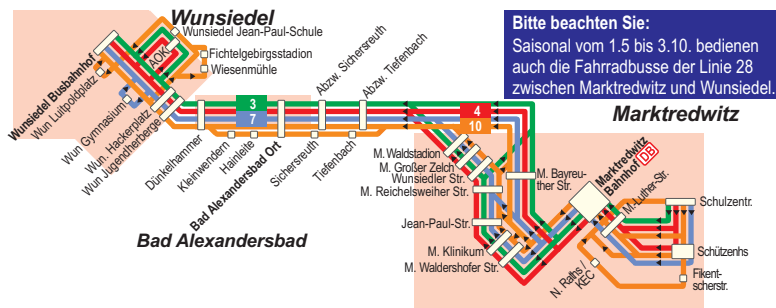 Wunsiedel
Wunsiedel Jean-Paul-Schule
Fichtelgebirgsstadion
Wiesenmühle
AOK
Wunsiedel Busbahnhof
Wun Luitpoldplatz
Wun Gymnasium
Wun. Hackerplatz
Wun Jugendherberge
Dünkelhammer
Kleinwendern
Hainleite
Bad Alexandersbad Ort
Sichersreuth
Tiefenbach
Abzw. Sichersreuth
Abzw. Tiefenbach
3
7
4
10
Bad Alexandersbad
Bitte beachten Sie:
Saisonal vom 1.5 bis 3.10. bedienen
auch die Fahrradbusse der Linie 28
zwischen Marktredwitz und Wunsiedel.
Marktredwitz
M. Waldstadion
M. Großer Zelch
Wunsiedler Str.
M. Reichelsweiher Str.
Jean-Paul-Str.
M. Klinikum
M. Waldershofer Str.
M. Bayreu-
ther Str.
Marktredwitz
Bahnhof DB
M.-Luther-Str.
Schulzentr.
Schützenhs
Fikent-
scherstr.
N. Raths /
KEC